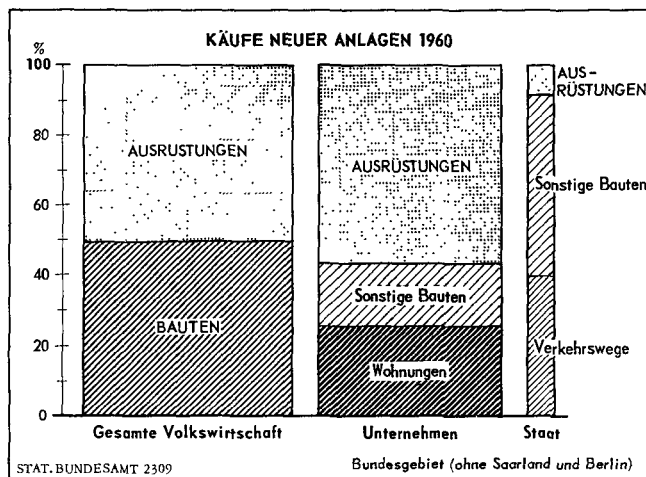 KÄUFE NEUER ANLAGEN 1960
%
100
80
60
40
20
0
AUSRÜSTUNGEN
BAUTEN
AUSRÜSTUNGEN
Sonstige Bauten
Wohnungen
AUS-
RÜSTUNGEN
Sonstige Bauten
Verkehrswege
Gesamte Volkswirtschaft
Unternehmen
Staat
STAT. BUNDESAMT 2309
Bundesgebiet (ohne Saarland und Berlin)